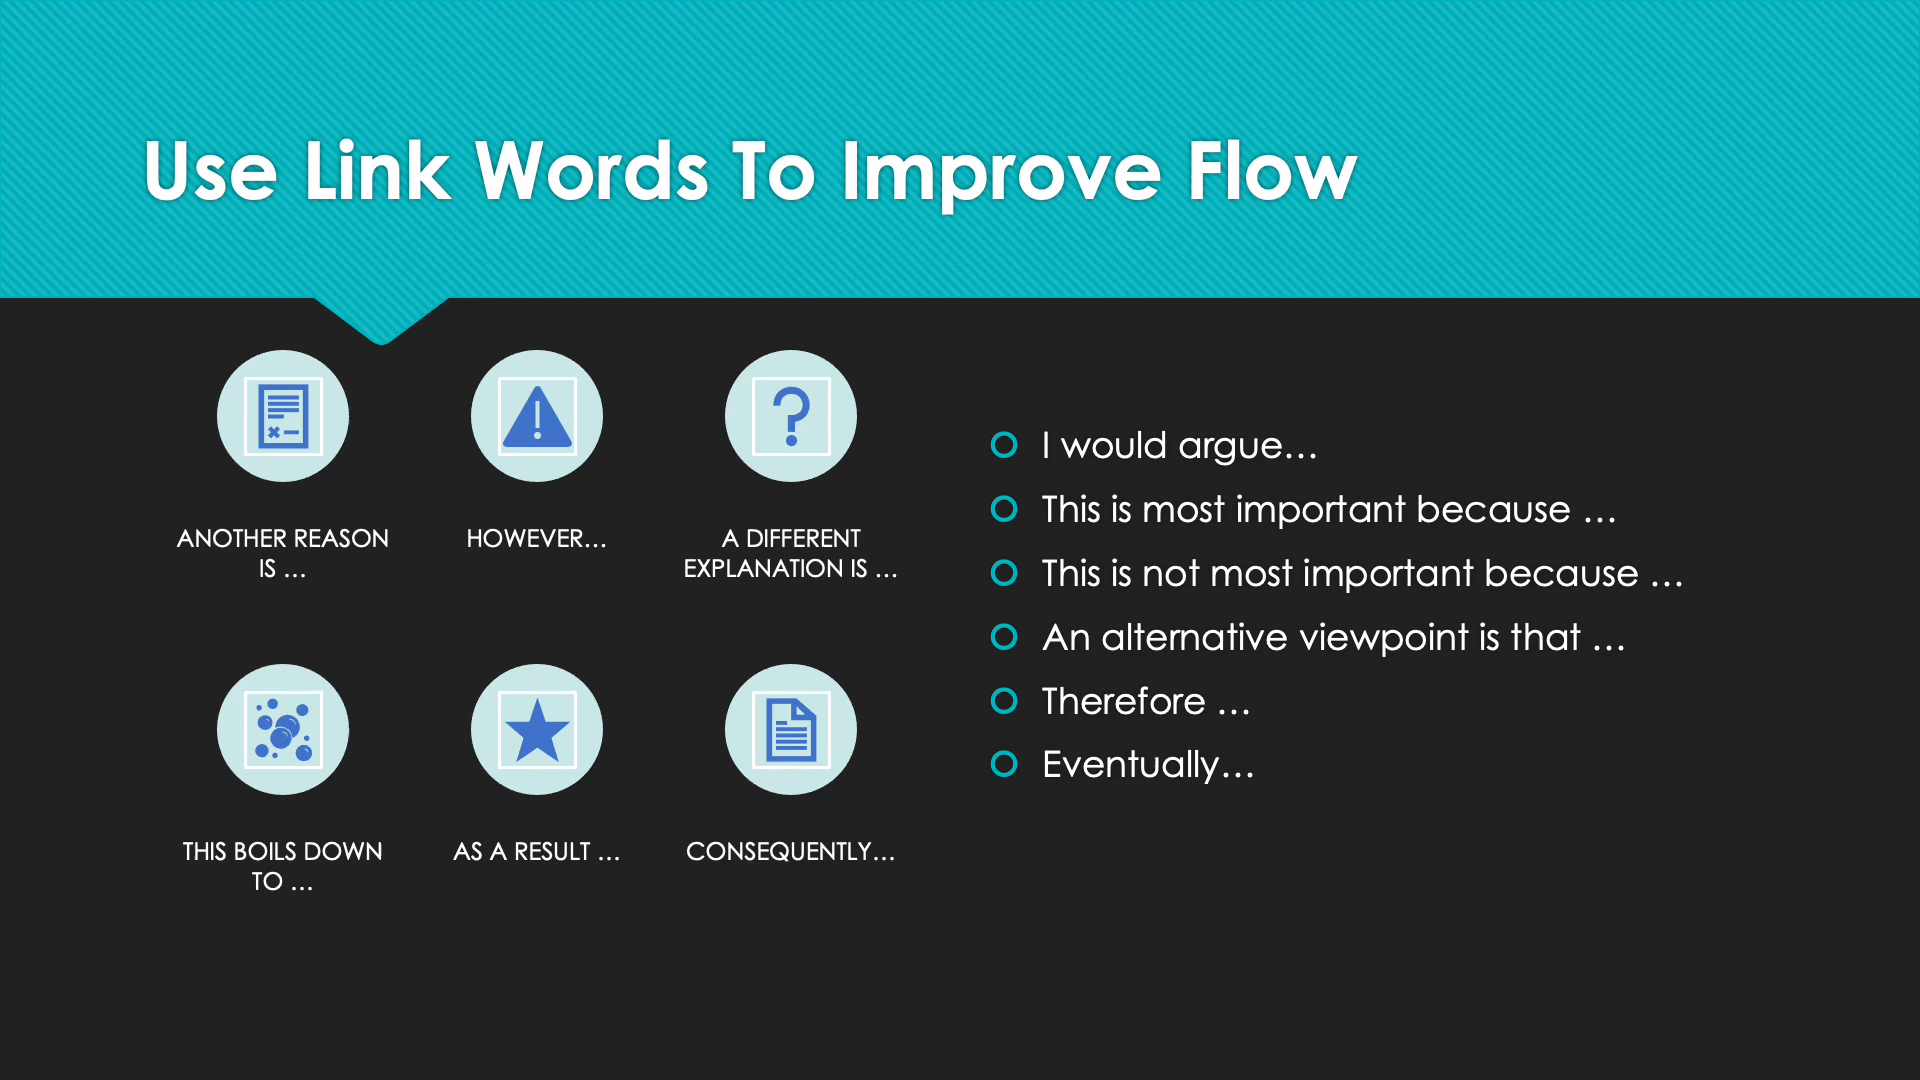 Use Link Words To Improve Flow
ANOTHER REASON
IS …
HOWEVER…
A DIFFERENT
EXPLANATION IS …
THIS BOILS DOWN
TO …
AS A RESULT …
CONSEQUENTLY…
I would argue…
This is most important because …
This is not most important because …
An alternative viewpoint is that …
Therefore …
Eventually…